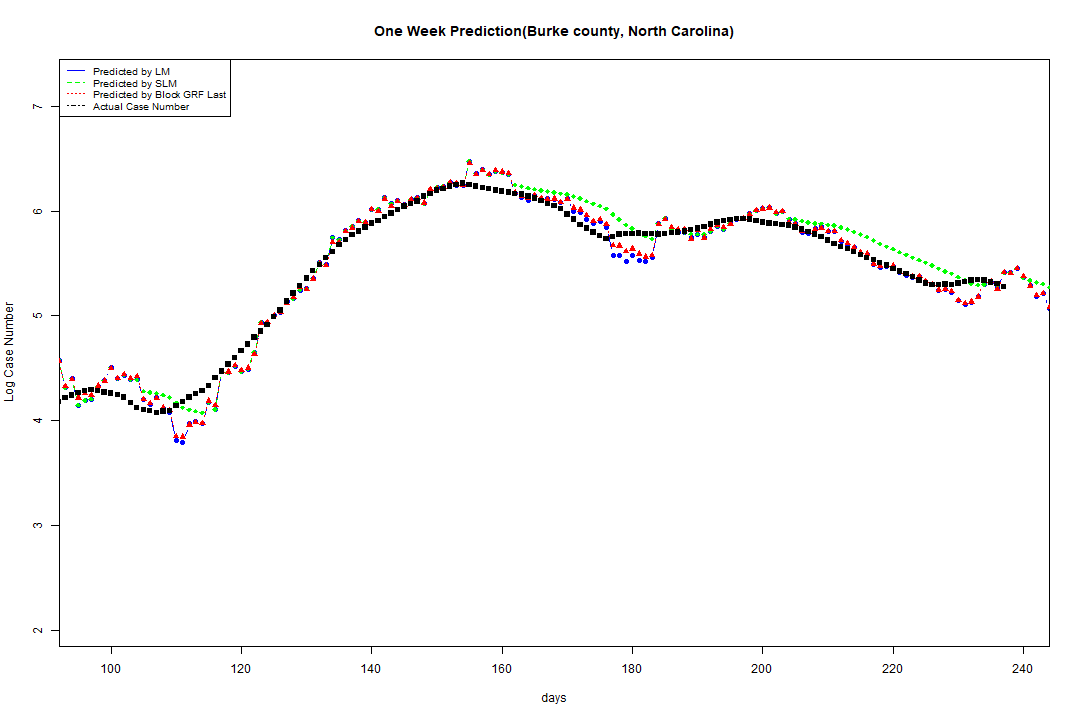 One Week Prediction(Burke county, North Carolina)
Predicted by LM
Predicted by SLM
Predicted by Block GRF Last
Actual Case Number
7
6
5
4
3
2
Log Case Number
100 120 140 160 180 200 220 240
days